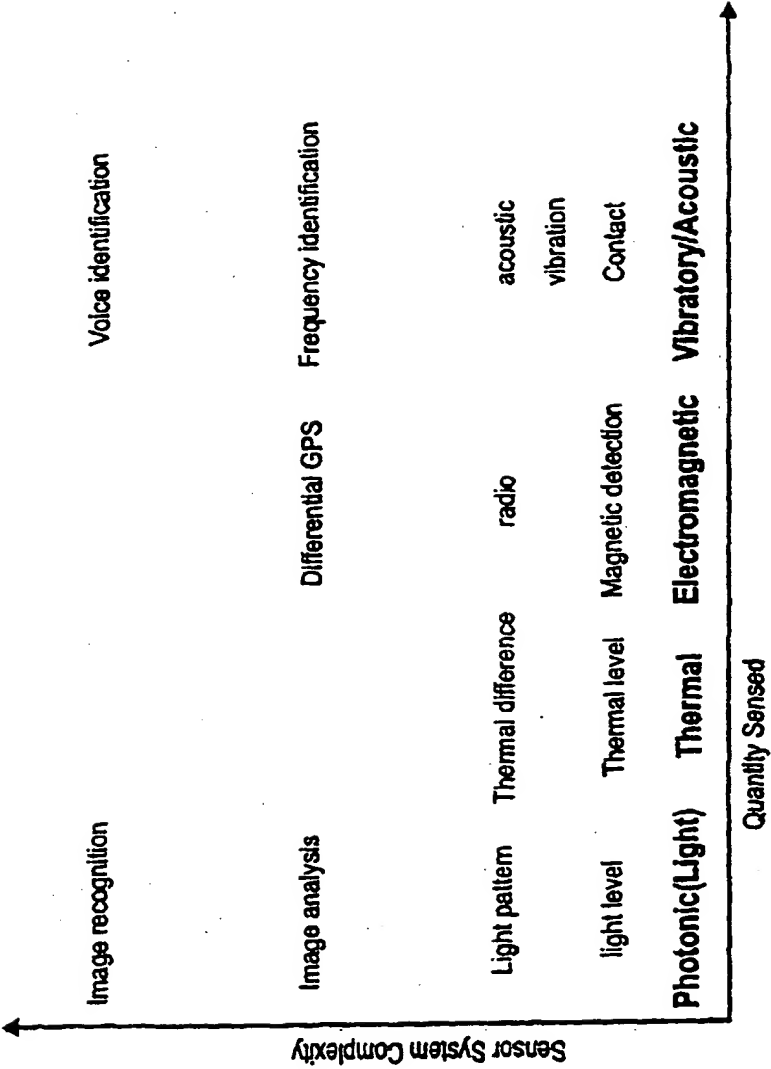 Image recognition Voice identification
Image analysis Differential GPS Frequency identification
Light pattern Thermal difference radio acoustic
vibration
light level Thermal level Magnetic detection Contact
Photonic(Light) Thermal Electromagnetic Vibratory/Acoustic
Quantity Sensed
Sensor System Complexity